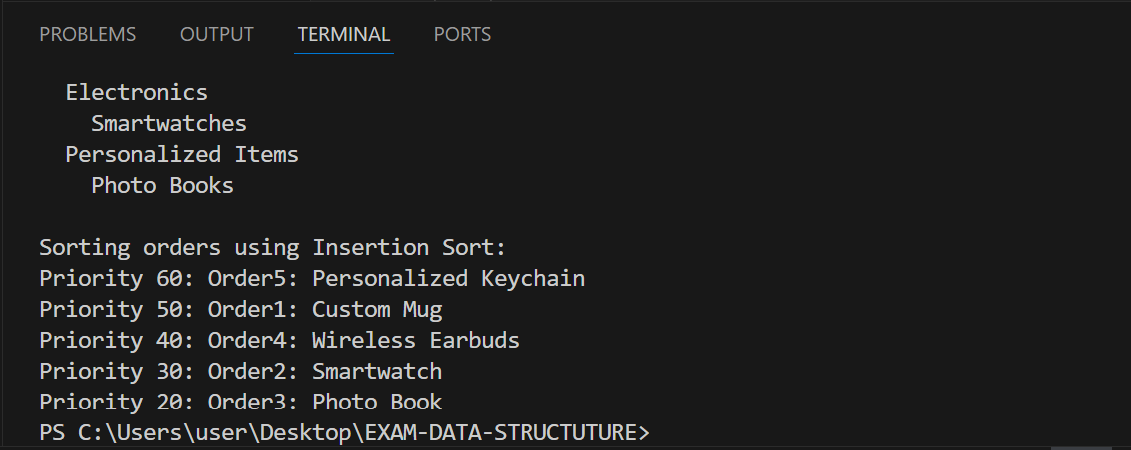 PROBLEMS OUTPUT TERMINAL PORTS
Electronics
Smartwatches
Personalized Items
Photo Books
Sorting orders using Insertion Sort:
Priority 60: Order5: Personalized Keychain
Priority 50: Order1: Custom Mug
Priority 40: Order4: Wireless Earbuds
Priority 30: Order2: Smartwatch
Priority 20: Order3: Photo Book
PS C:\Users\user\Desktop\EXAM-DATA-STRUCTUTURE>